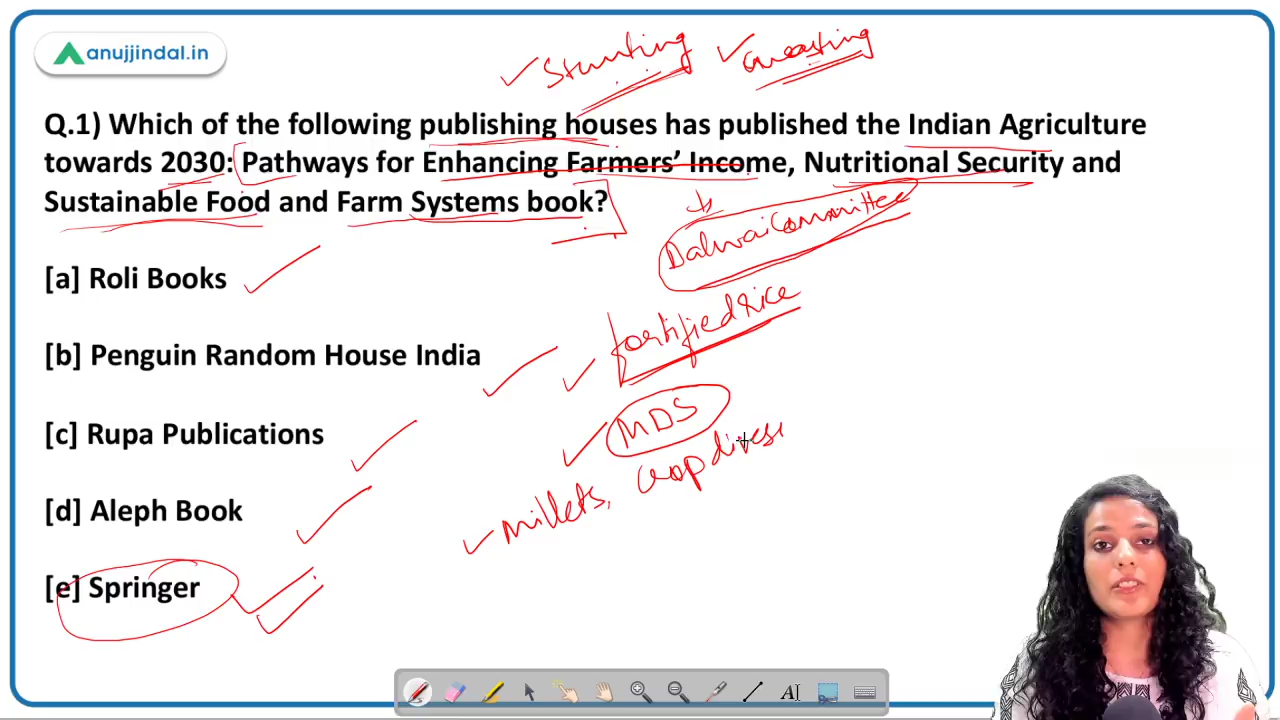 anujjindal.in
✓ Stunting ✓ Wasting
Q.1) Which of the following publishing houses has published the Indian Agriculture
towards 2030: Pathways for Enhancing Farmers’ Income, Nutritional Security and
Sustainable Food and Farm Systems book?
Dalwai Committee
[a] Roli Books
fortified rice
[b] Penguin Random House India
MDS
[c] Rupa Publications
millets, crop
[d] Aleph Book
[e] Springer
AI